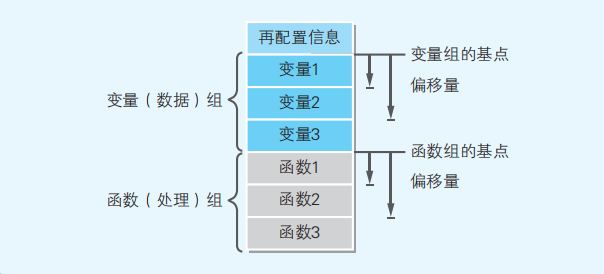 再配置信息
变量1
变量2
变量3
函数1
函数2
函数3
变量（数据）组
函数（处理）组
变量组的基点
偏移量
函数组的基点
偏移量